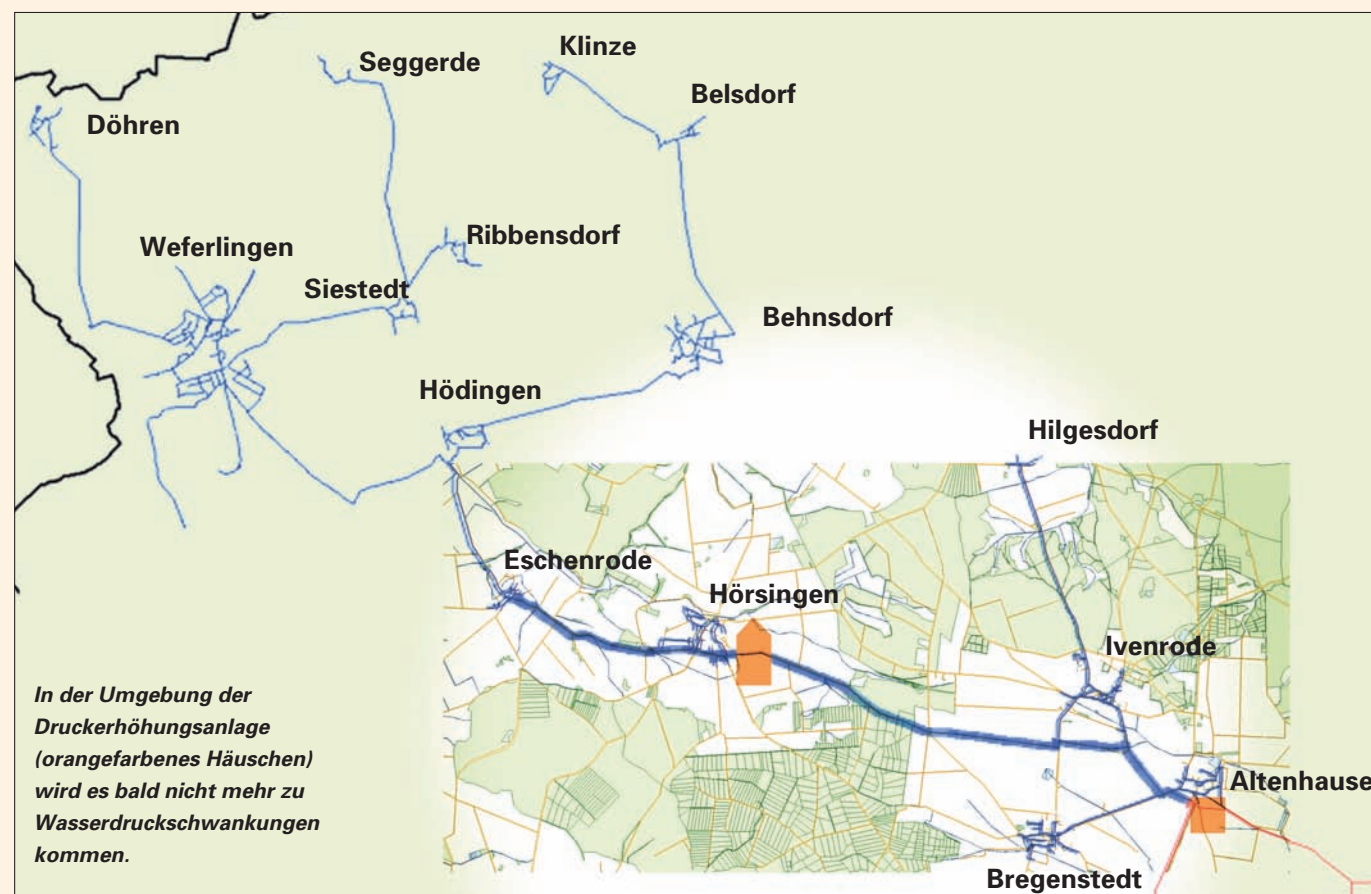 Klinze
Seggerde
Belsdorf
Döhren
Ribbensdorf
Weferlingen
Siestedt
Behnsdorf
Hödingen
Hilgesdorf
Eschenrode
Hörsingen
Ivenrode
In der Umgebung der
Druckerhöhungsanlage
(orangefarbenes Häuschen)
wird es bald nicht mehr zu
Wasserdruckschwankungen
kommen.
Altenhause
Bregenstedt